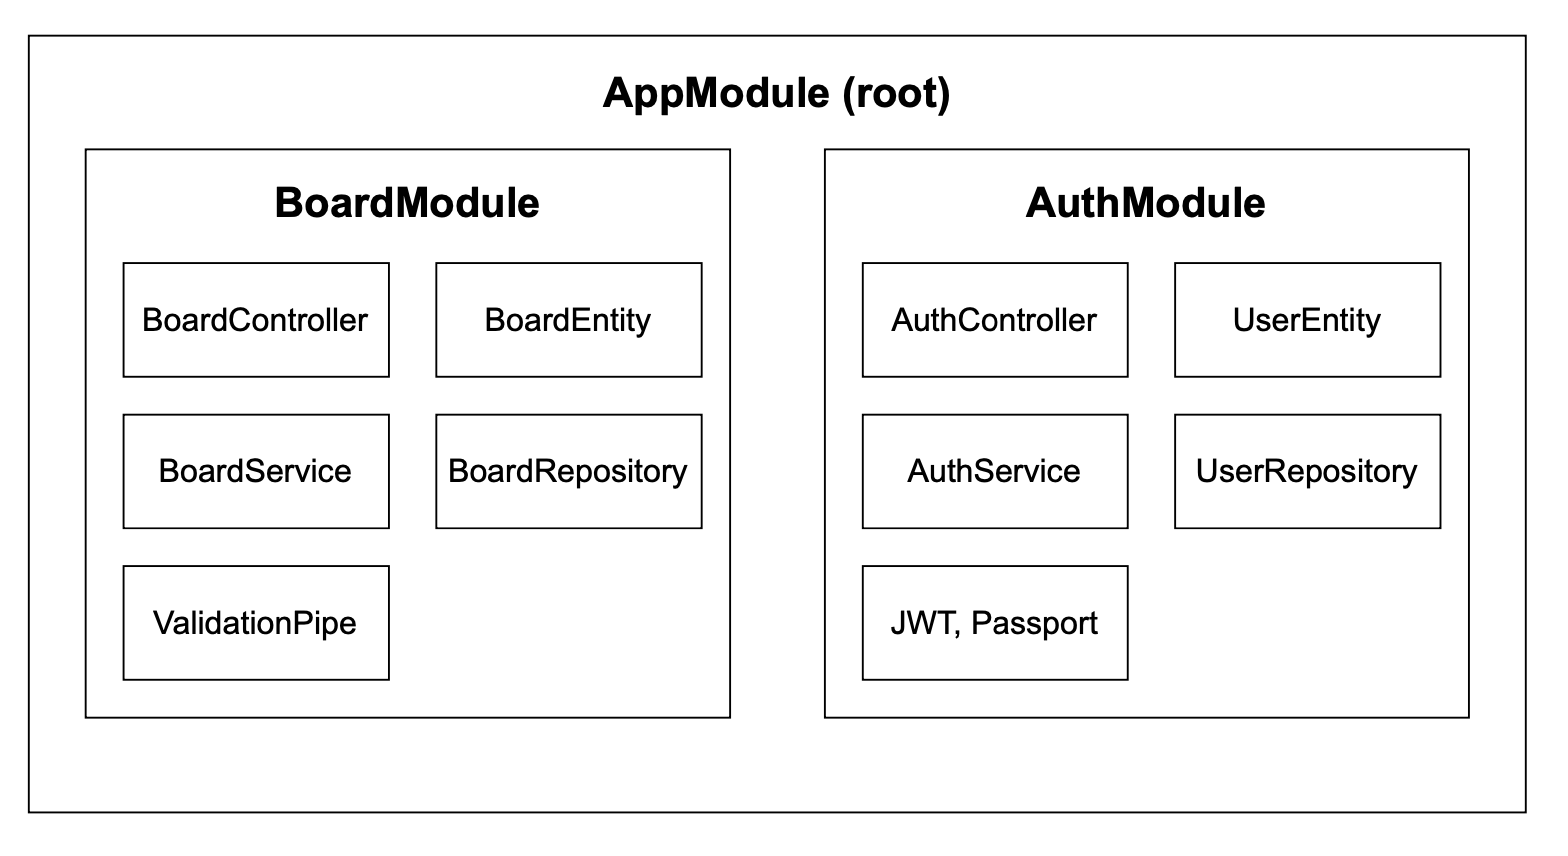 AppModule (root)
BoardModule
BoardController
BoardEntity
BoardService
BoardRepository
ValidationPipe
AuthModule
AuthController
UserEntity
AuthService
UserRepository
JWT, Passport